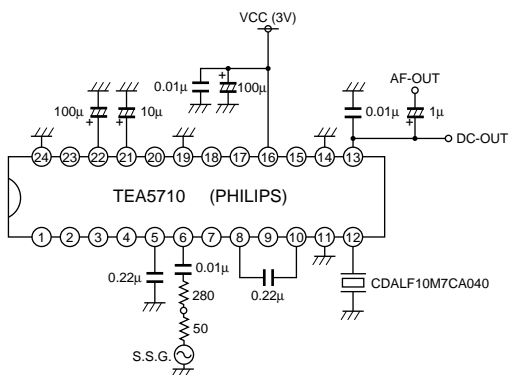 VCC (3V)
AF-OUT
0.01μ
100μ
0.01μ
1μ
100μ
10μ
DC-OUT
+
+
+
+
24 23 22 21 20 19 18 17 16 15 14 13
TEA5710 (PHILIPS)
1 2 3 4 5 6 7 8 9 10 11 12
0.22μ
0.01μ
0.22μ
CDALF10M7CA040
280
50
S.S.G.